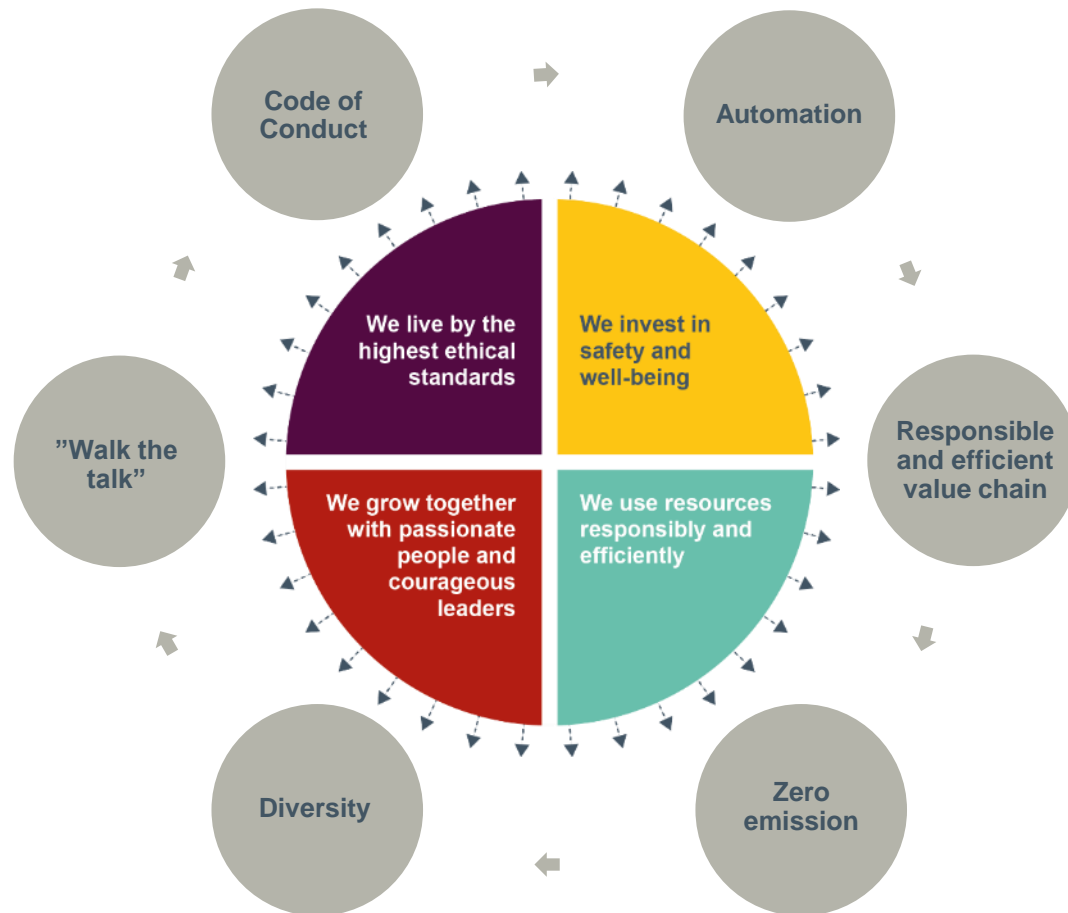 Code of
Conduct
Automation
We live by the
highest ethical
standards
We invest in
safety and
well-being
”Walk the
talk”
Responsible
and efficient
value chain
We grow together
with passionate
people and
courageous
leaders
We use resources
responsibly and
efficiently
Diversity
Zero
emission